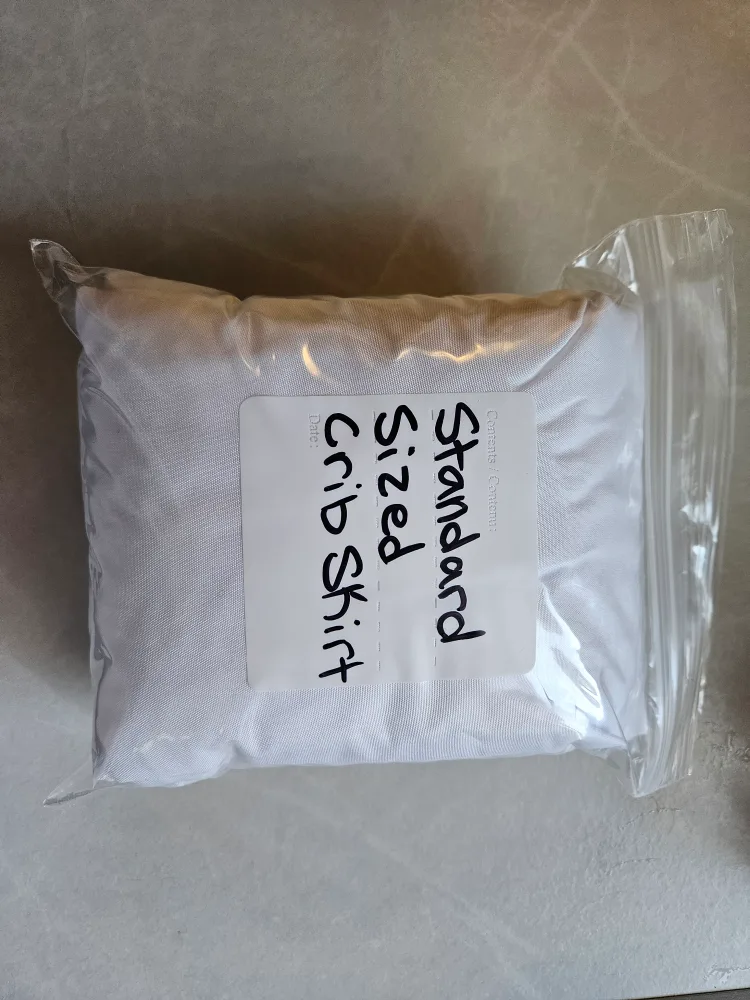 Contents / Contenu:
Standard
Sized
Crib Skirt
Date: